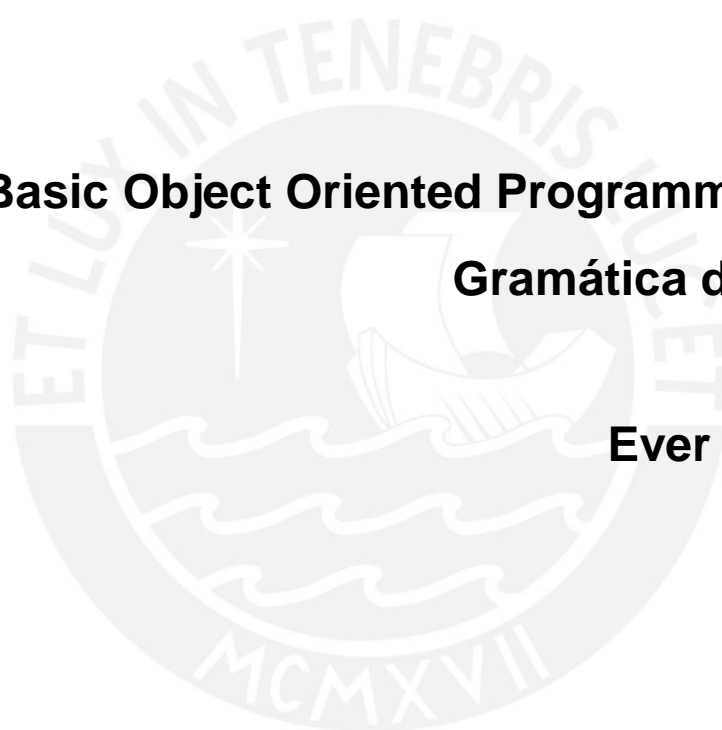 ET LUX IN TENEBRIS LUCET
Basic Object Oriented Programm
Gramática d
Ever
MCMXVII